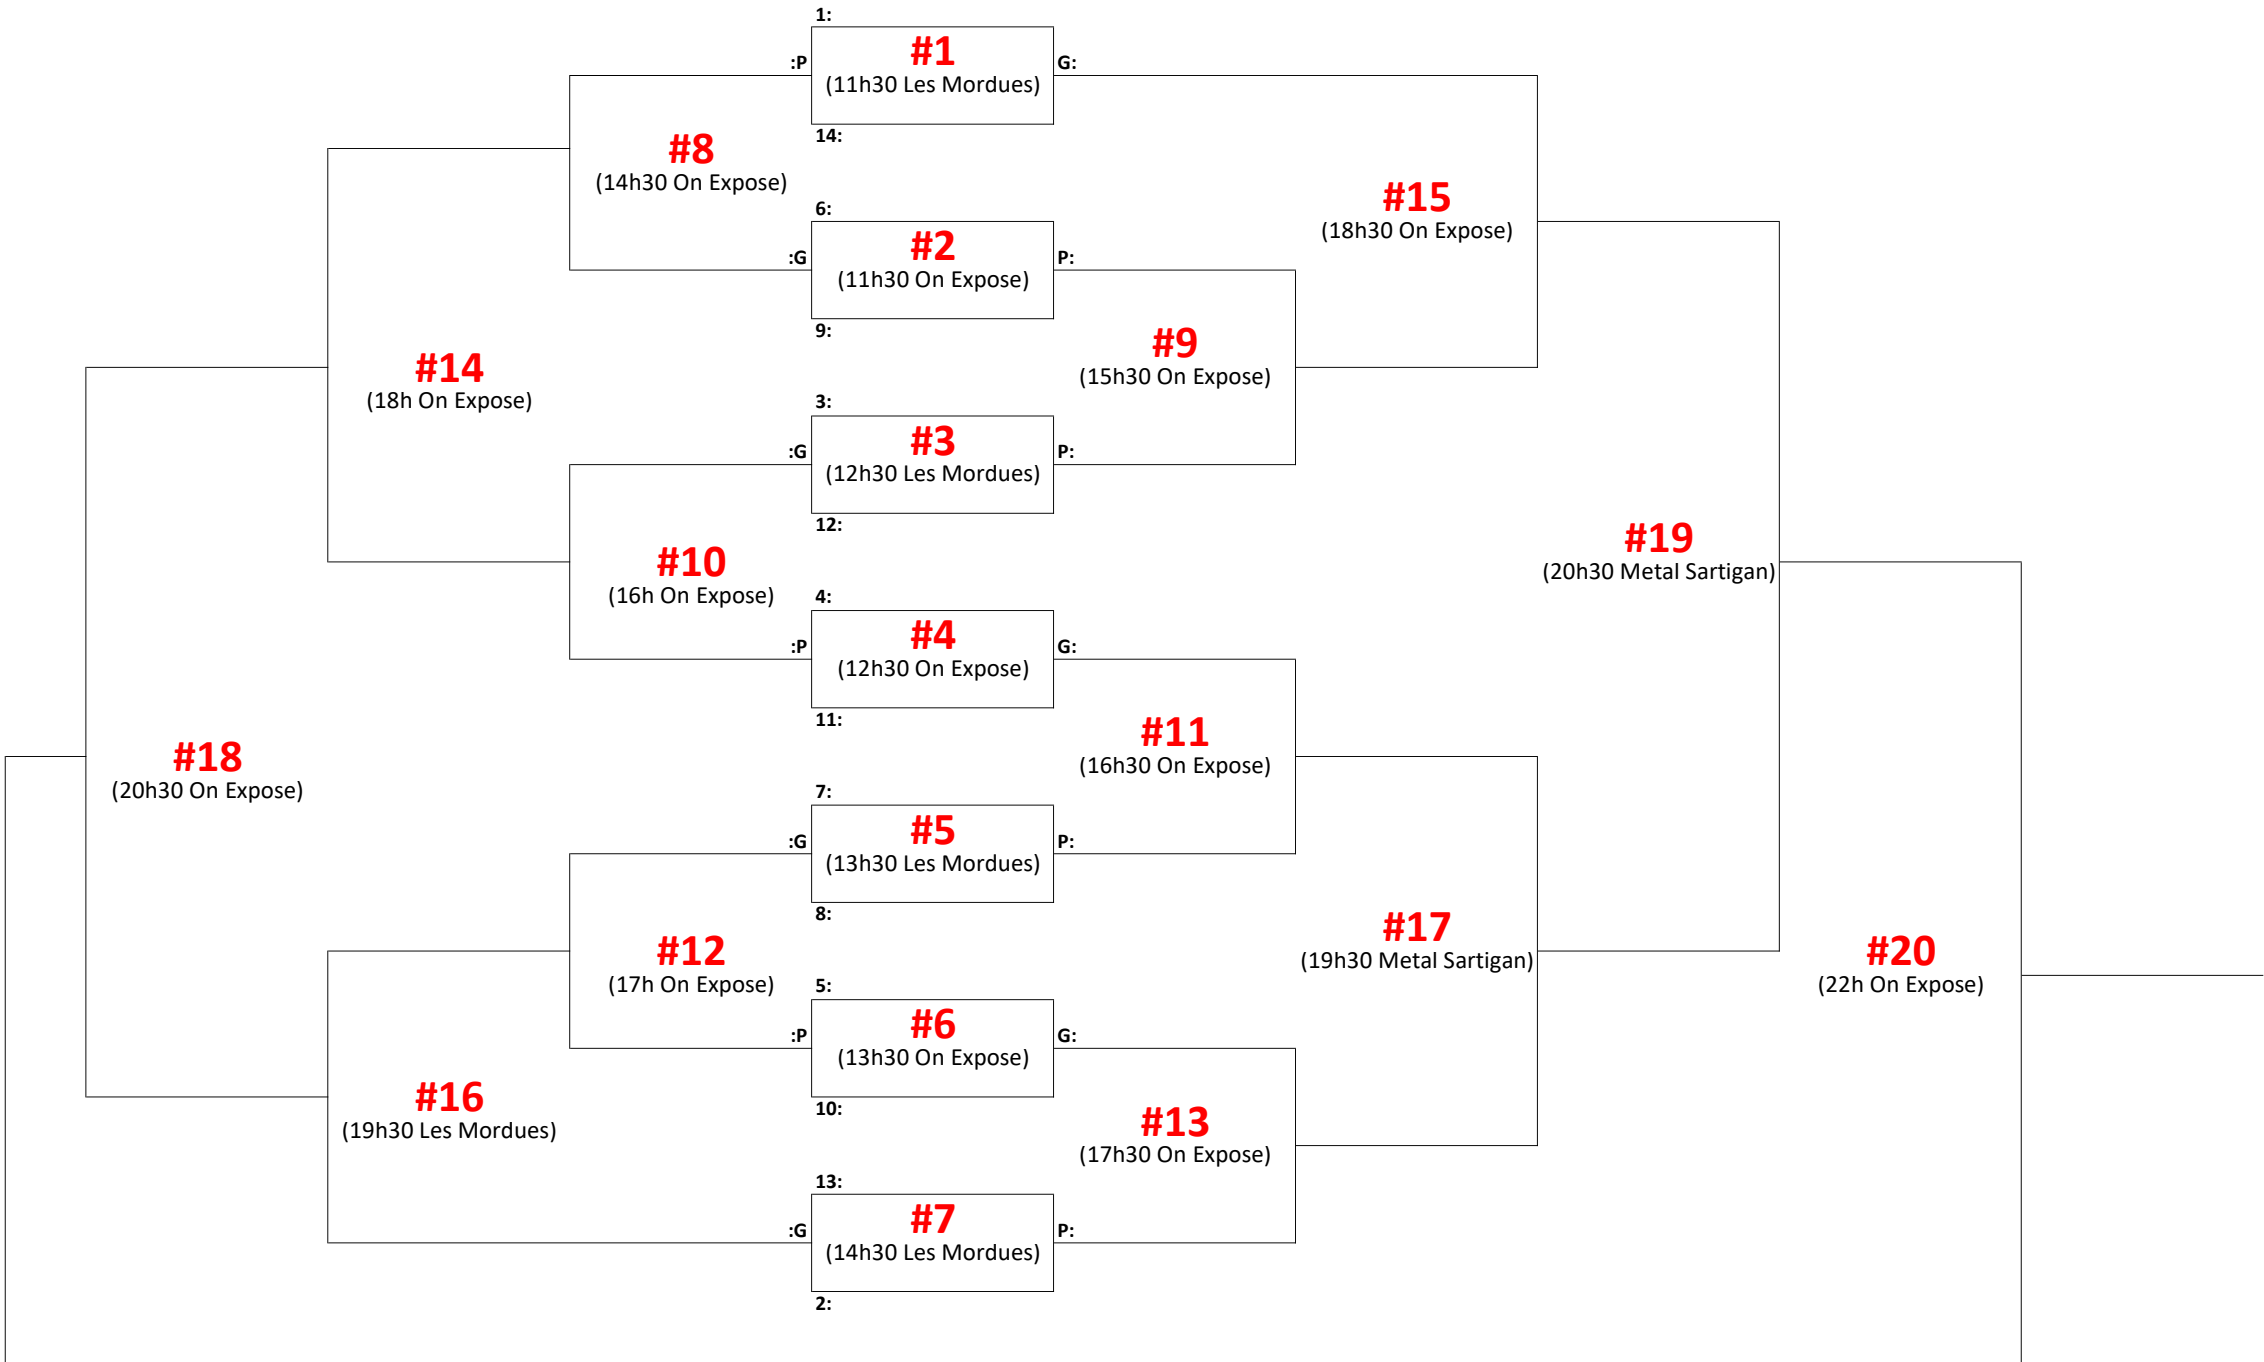 1:
#1
:P
G:
(11h30 Les Mordues)
14:
#8
(14h30 On Expose)
#15
(18h30 On Expose)
6:
#2
:G
P:
(11h30 On Expose)
9:
#9
(15h30 On Expose)
#14
(18h On Expose)
3:
#3
:G
P:
(12h30 Les Mordues)
12:
#19
(20h30 Metal Sartigan)
#10
(16h On Expose)
4:
#4
:P
G:
(12h30 On Expose)
11:
#11
(16h30 On Expose)
#18
(20h30 On Expose)
7:
#5
:G
P:
(13h30 Les Mordues)
8:
#17
(19h30 Metal Sartigan)
#12
(17h On Expose)
#20
(22h On Expose)
5:
#6
:P
G:
(13h30 On Expose)
10:
#16
(19h30 Les Mordues)
#13
(17h30 On Expose)
13:
#7
:G
P:
(14h30 Les Mordues)
2: